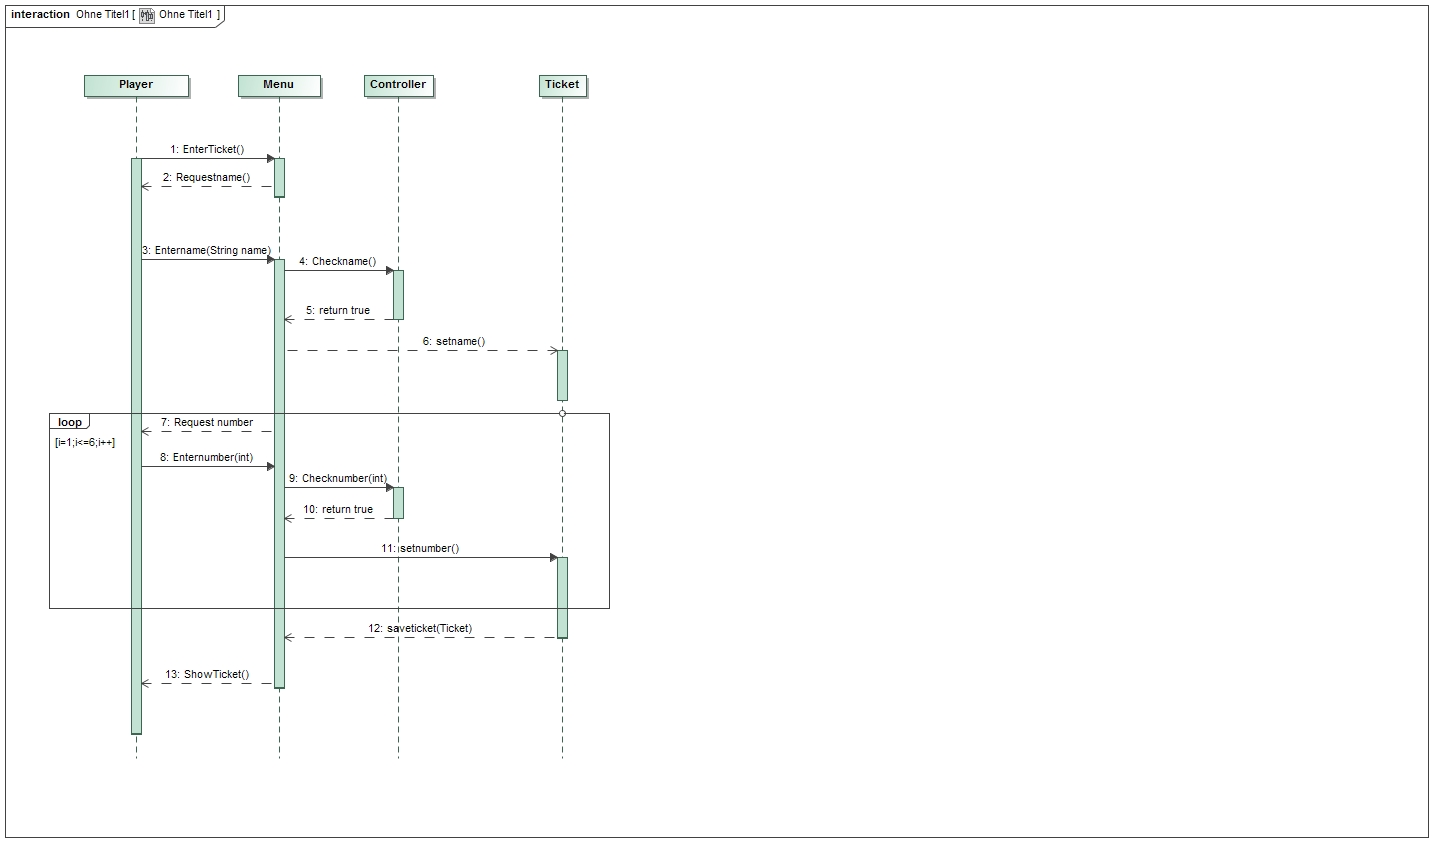 interaction Ohne Titel1 [ Ohne Titel1 ]
Player Menu Controller Ticket
1: EnterTicket()
2: Requestname()
3: Entername(String name)
4: Checkname()
5: return true
6: setname()
loop
7: Request number
[i=1;i<=6;i++]
8: Enternumber(int)
9: Checknumber(int)
10: return true
11: setnumber()
12: saveticket(Ticket)
13: ShowTicket()